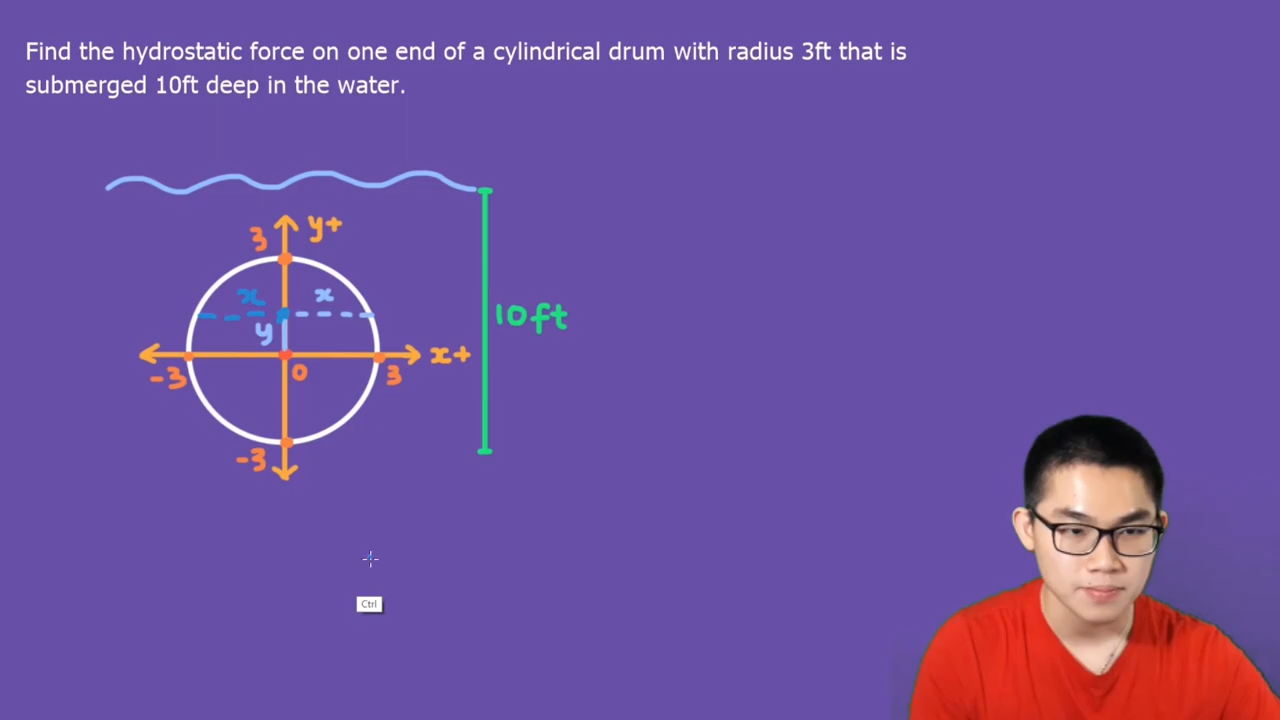 Find the hydrostatic force on one end of a cylindrical drum with radius 3ft that is
submerged 10ft deep in the water.
3 y+
x x
y
10ft
x+
-3 0 3
-3
Ctrl